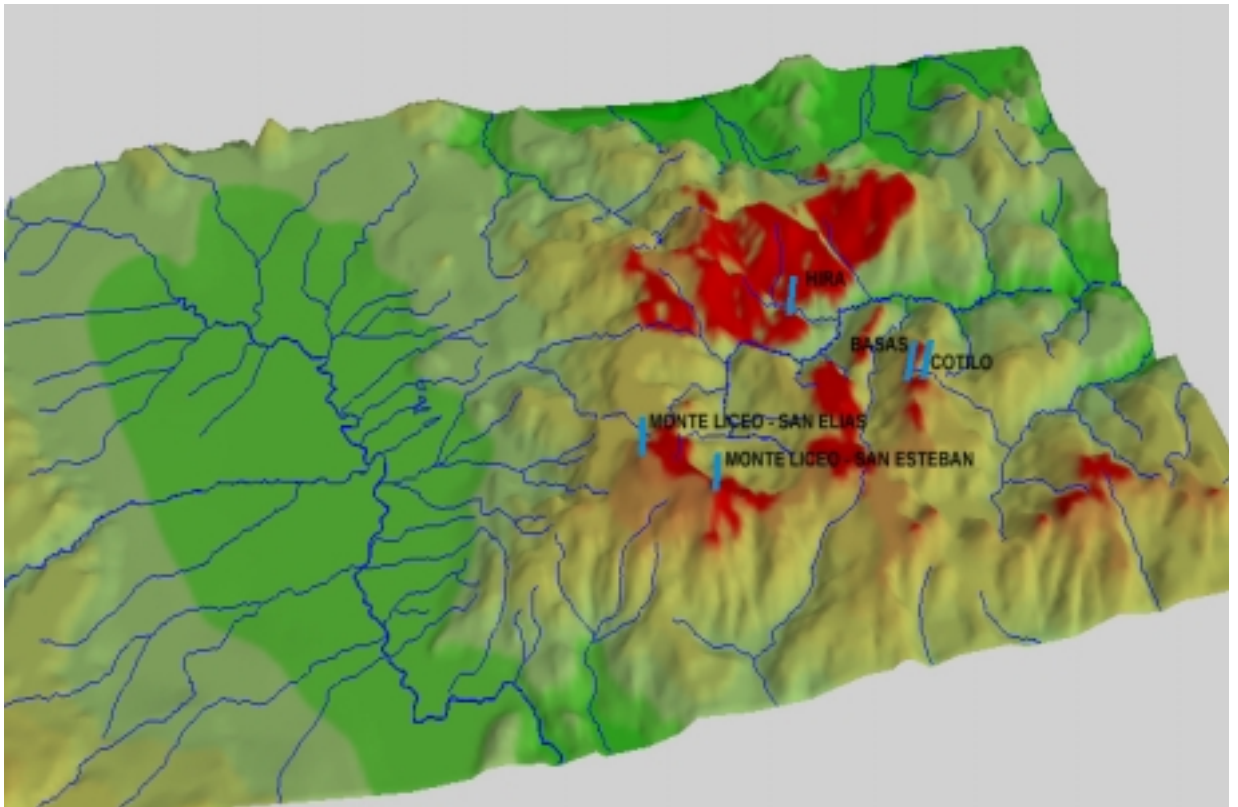 HIRA
BASAS
COTILO
MONTE LICEO - SAN ELIAS
MONTE LICEO - SAN ESTEBAN